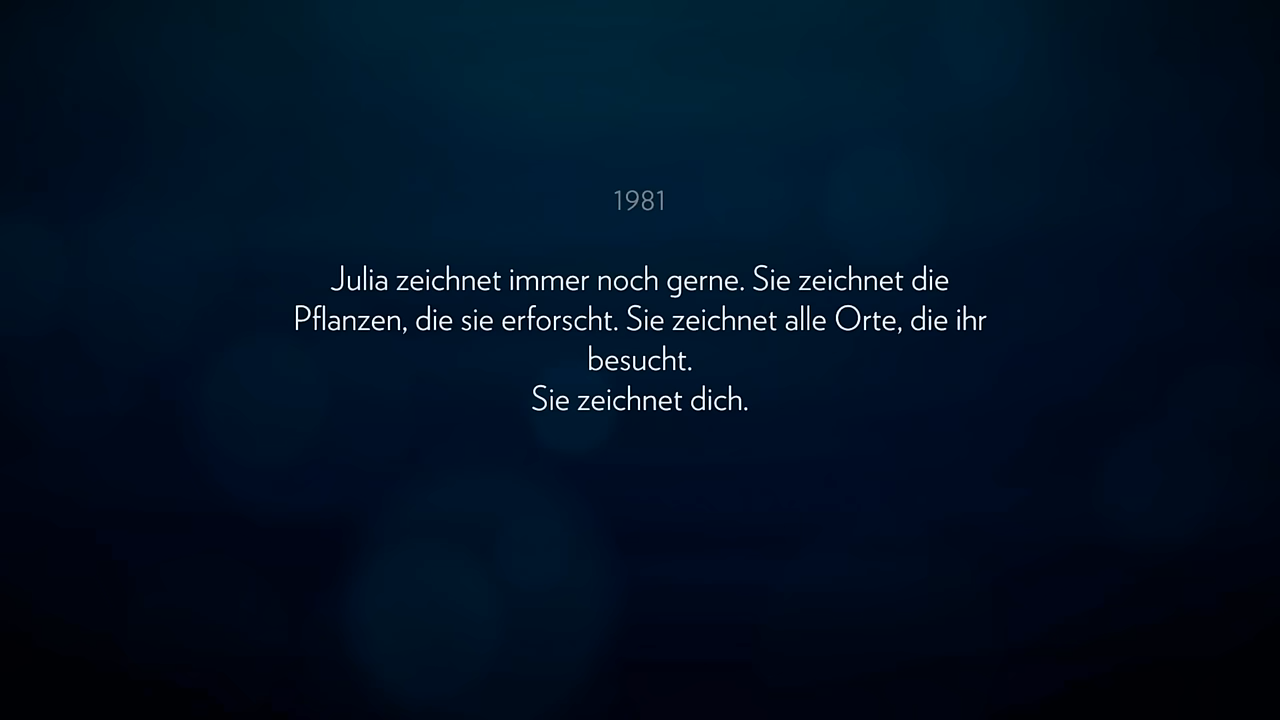 1981
Julia zeichnet immer noch gerne. Sie zeichnet die
Pflanzen, die sie erforscht. Sie zeichnet alle Orte, die ihr
besucht.
Sie zeichnet dich.